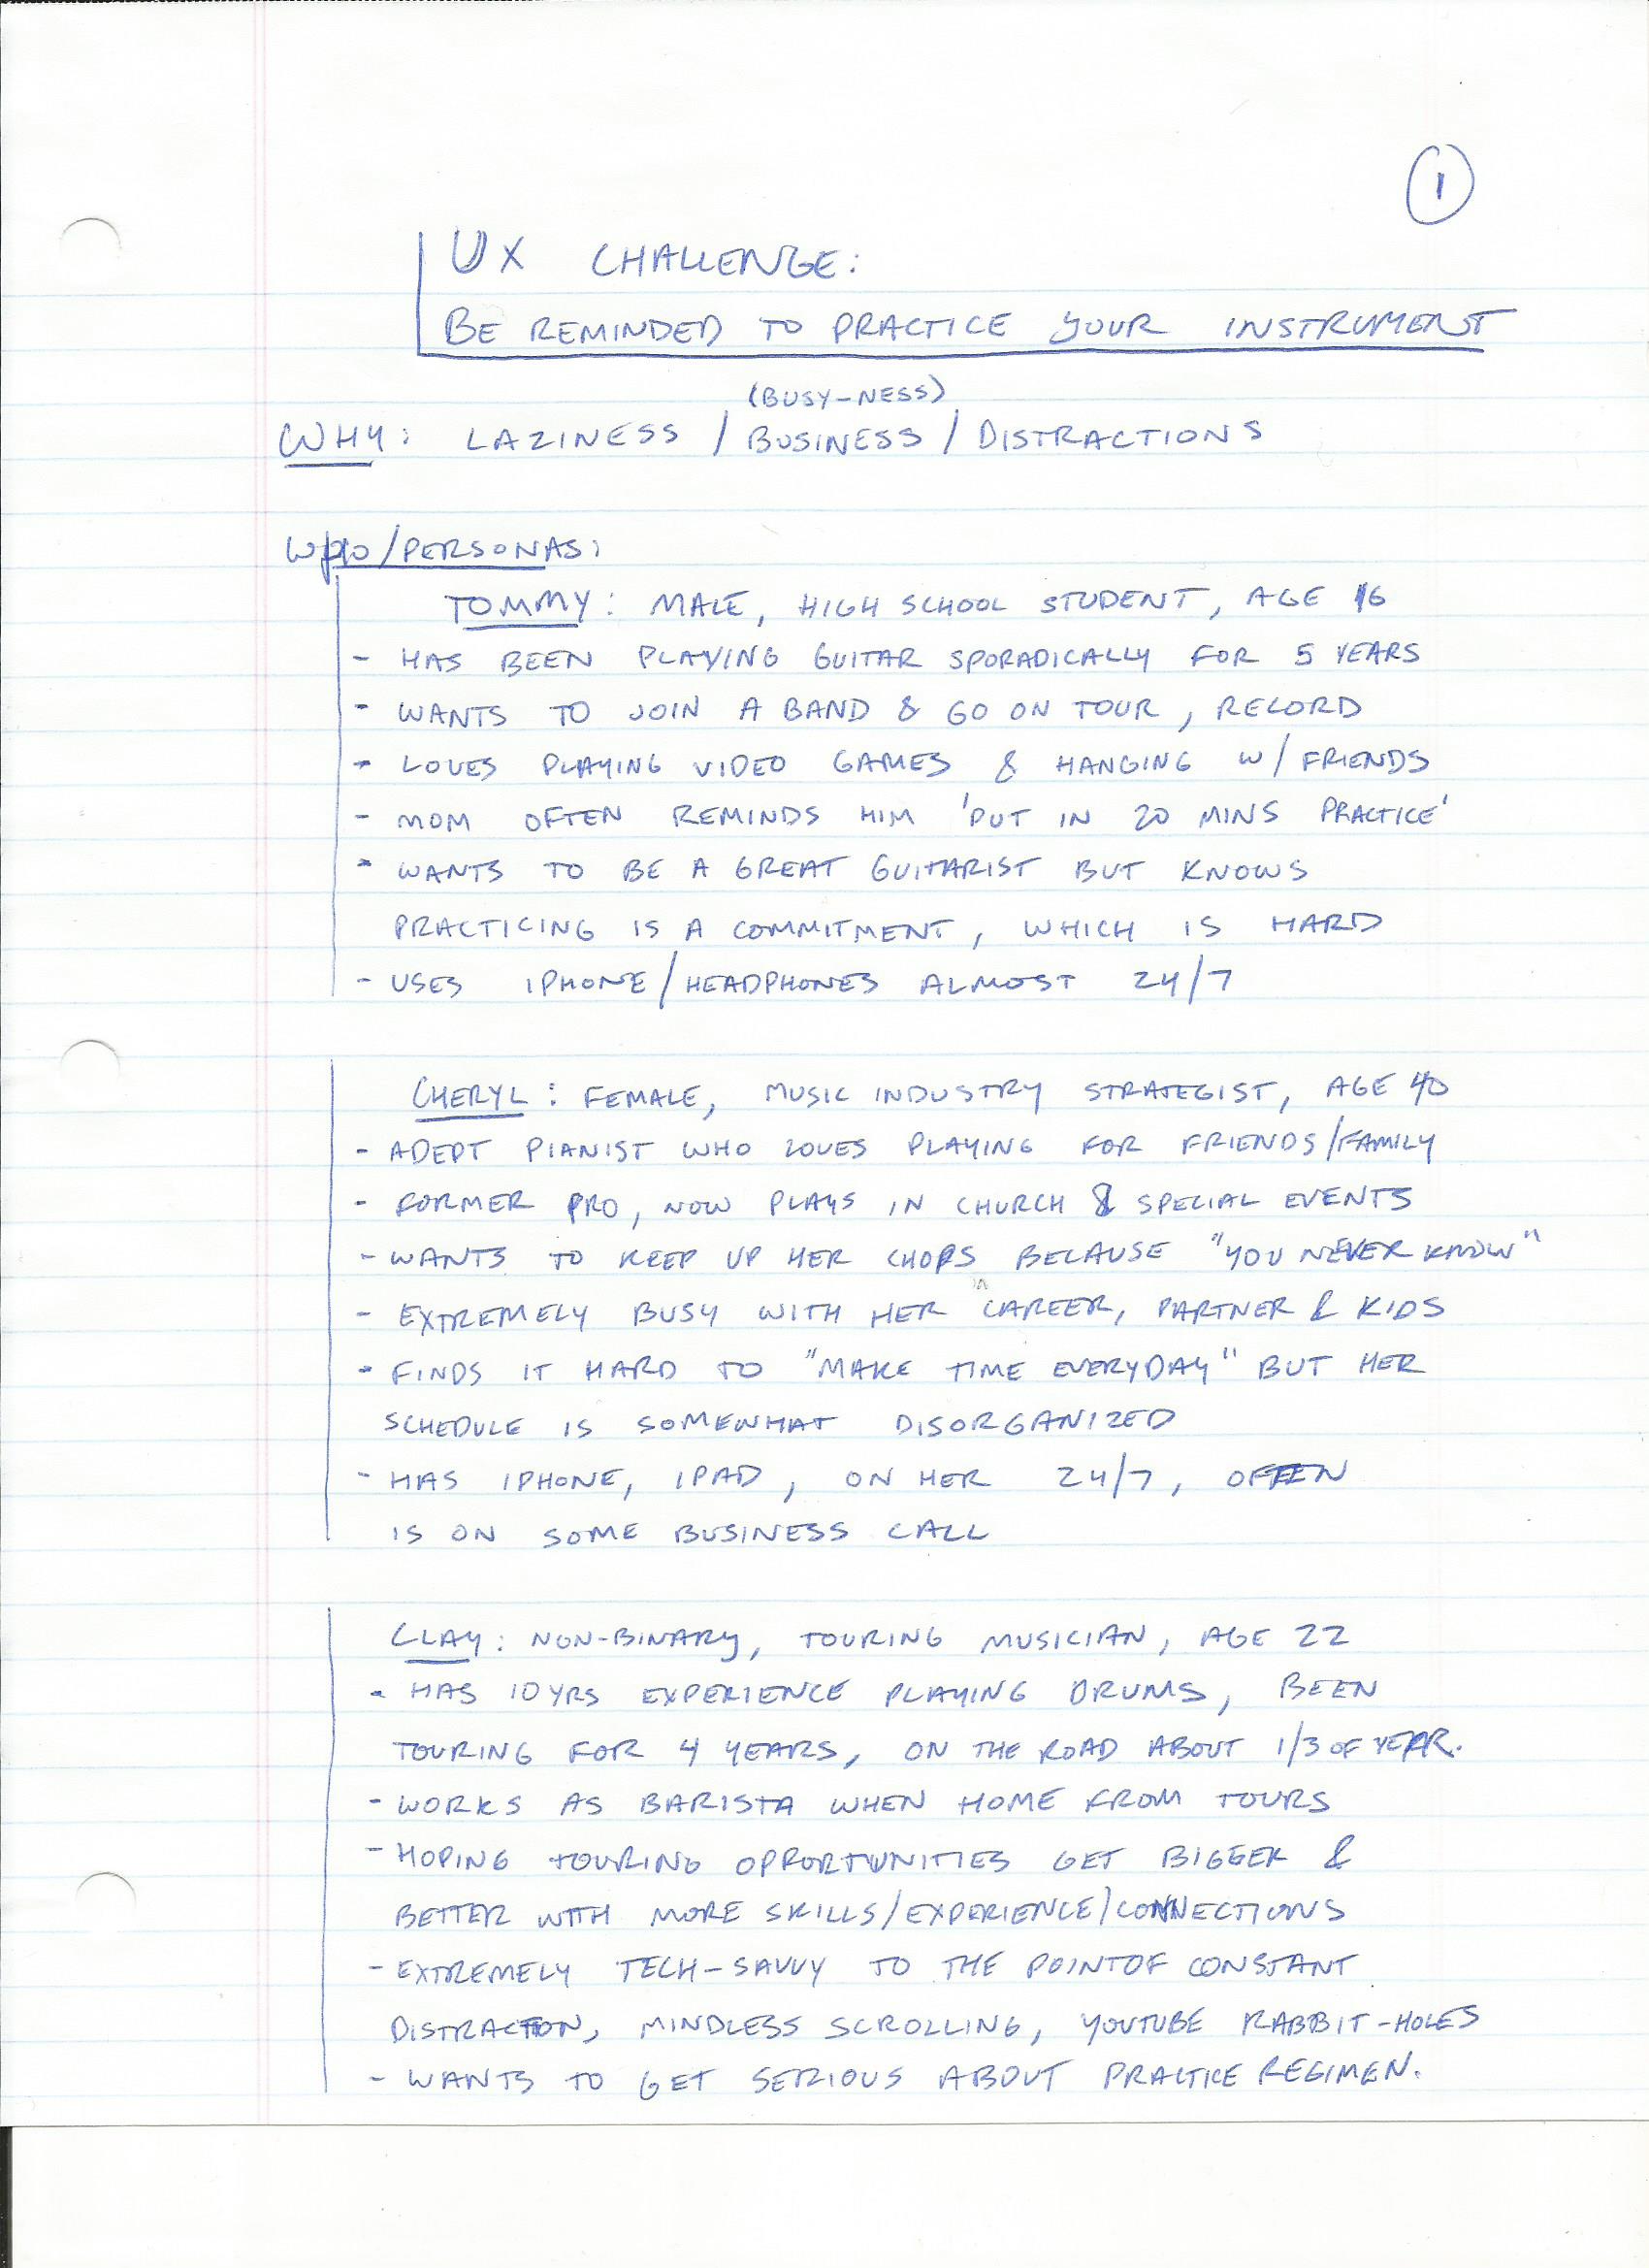 1
UX CHALLENGE:
BE REMINDED TO PRACTICE YOUR INSTRUMENT
(BUSY-NESS)
WHY: LAZINESS / BUSINESS / DISTRACTIONS
WHO/PERSONAS:
TOMMY: MALE, HIGH SCHOOL STUDENT, AGE 16
- HAS BEEN PLAYING GUITAR SPORADICALLY FOR 5 YEARS
- WANTS TO JOIN A BAND & GO ON TOUR, RECORD
- LOVES PLAYING VIDEO GAMES & HANGING W/ FRIENDS
- MOM OFTEN REMINDS HIM 'PUT IN 20 MINS PRACTICE'
- WANTS TO BE A GREAT GUITARIST BUT KNOWS
PRACTICING IS A COMMITMENT, WHICH IS HARD
- USES IPHONE/HEADPHONES ALMOST 24/7
CHERYL: FEMALE, MUSIC INDUSTRY STRATEGIST, AGE 40
- ADEPT PIANIST WHO LOVES PLAYING FOR FRIENDS/FAMILY
- FORMER PRO, NOW PLAYS IN CHURCH & SPECIAL EVENTS
- WANTS TO KEEP UP HER CHOPS BECAUSE "YOU NEVER KNOW"
- EXTREMELY BUSY WITH HER CAREER, PARTNER & KIDS
- FINDS IT HARD TO "MAKE TIME EVERYDAY" BUT HER
SCHEDULE IS SOMEWHAT DISORGANIZED
- HAS IPHONE, IPAD, ON HER 24/7, OFTEN
IS ON SOME BUSINESS CALL
CLAY: NON-BINARY, TOURING MUSICIAN, AGE 22
- HAS 10 YRS EXPERIENCE PLAYING DRUMS, BEEN
TOURING FOR 4 YEARS, ON THE ROAD ABOUT 1/3 OF YEAR.
- WORKS AS BARISTA WHEN HOME FROM TOURS
- HOPING TOURING OPPORTUNITIES GET BIGGER &
BETTER WITH MORE SKILLS/EXPERIENCE/CONNECTIONS
- EXTREMELY TECH-SAVVY TO THE POINT OF CONSTANT
DISTRACTION, MINDLESS SCROLLING, YOUTUBE RABBIT-HOLES
- WANTS TO GET SERIOUS ABOUT PRACTICE REGIMEN.